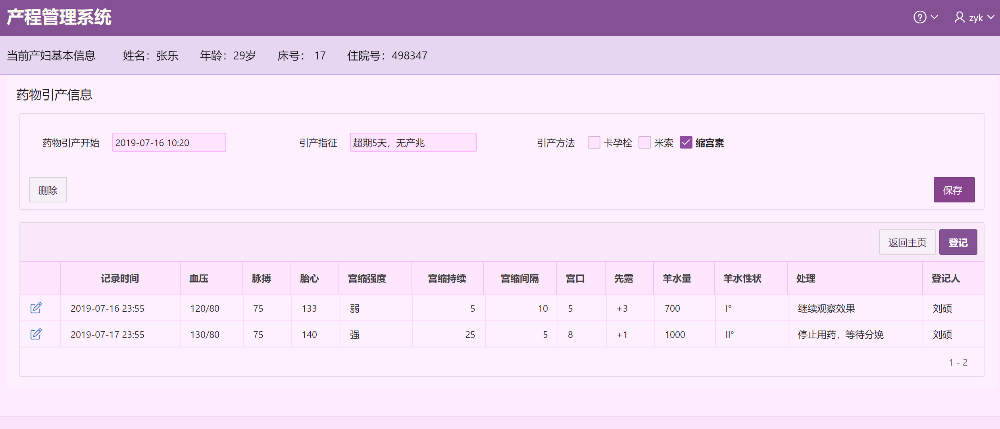 产程管理系统 zyk
当前产妇基本信息 姓名：张乐 年龄：29岁 床号： 17 住院号：498347
药物引产信息
药物引产开始 2019-07-16 10:20 引产指征 超期5天，无产兆 引产方法 卡孕栓 米索 缩宫素
删除 保存
返回主页 登记
记录时间 血压 脉搏 胎心 宫缩强度 宫缩持续 宫缩间隔 宫口 先露 羊水量 羊水性状 处理 登记人
2019-07-16 23:55 120/80 75 133 弱 5 10 5 +3 700 I° 继续观察效果 刘硕
2019-07-17 23:55 130/80 75 140 强 25 5 8 +1 1000 II° 停止用药，等待分娩 刘硕
1 - 2